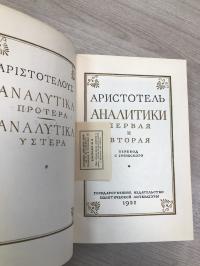 ΑΡΙΣΤΟΤΕΛΟΥΣ
ΑΝΑΛΥΤΙΚΑ
ΠΡΟΤΕΡΑ
ΑΝΑΛΥΤΙΚΑ
ΥΣΤΕΡΑ
АРИСТОТЕЛЬ
АНАЛИТИКИ
ПЕРВАЯ
И
ВТОРАЯ
ПЕРЕВОД
С ГРЕЧЕСКОГО
ГОСУДАРСТВЕННОЕ ИЗДАТЕЛЬСТВО
ПОЛИТИЧЕСКОЙ ЛИТЕРАТУРЫ
1952